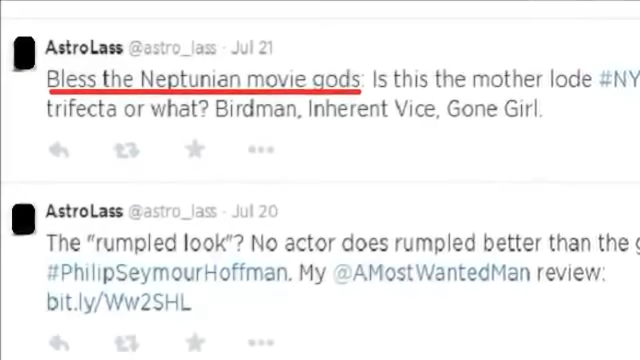 AstroLass @astro_lass · Jul 21
Bless the Neptunian movie gods: Is this the mother lode #NY
trifecta or what? Birdman, Inherent Vice, Gone Girl.
AstroLass @astro_lass · Jul 20
The "rumpled look"? No actor does rumpled better than the g
#PhilipSeymourHoffman. My @AMostWantedMan review:
bit.ly/Ww2SHL